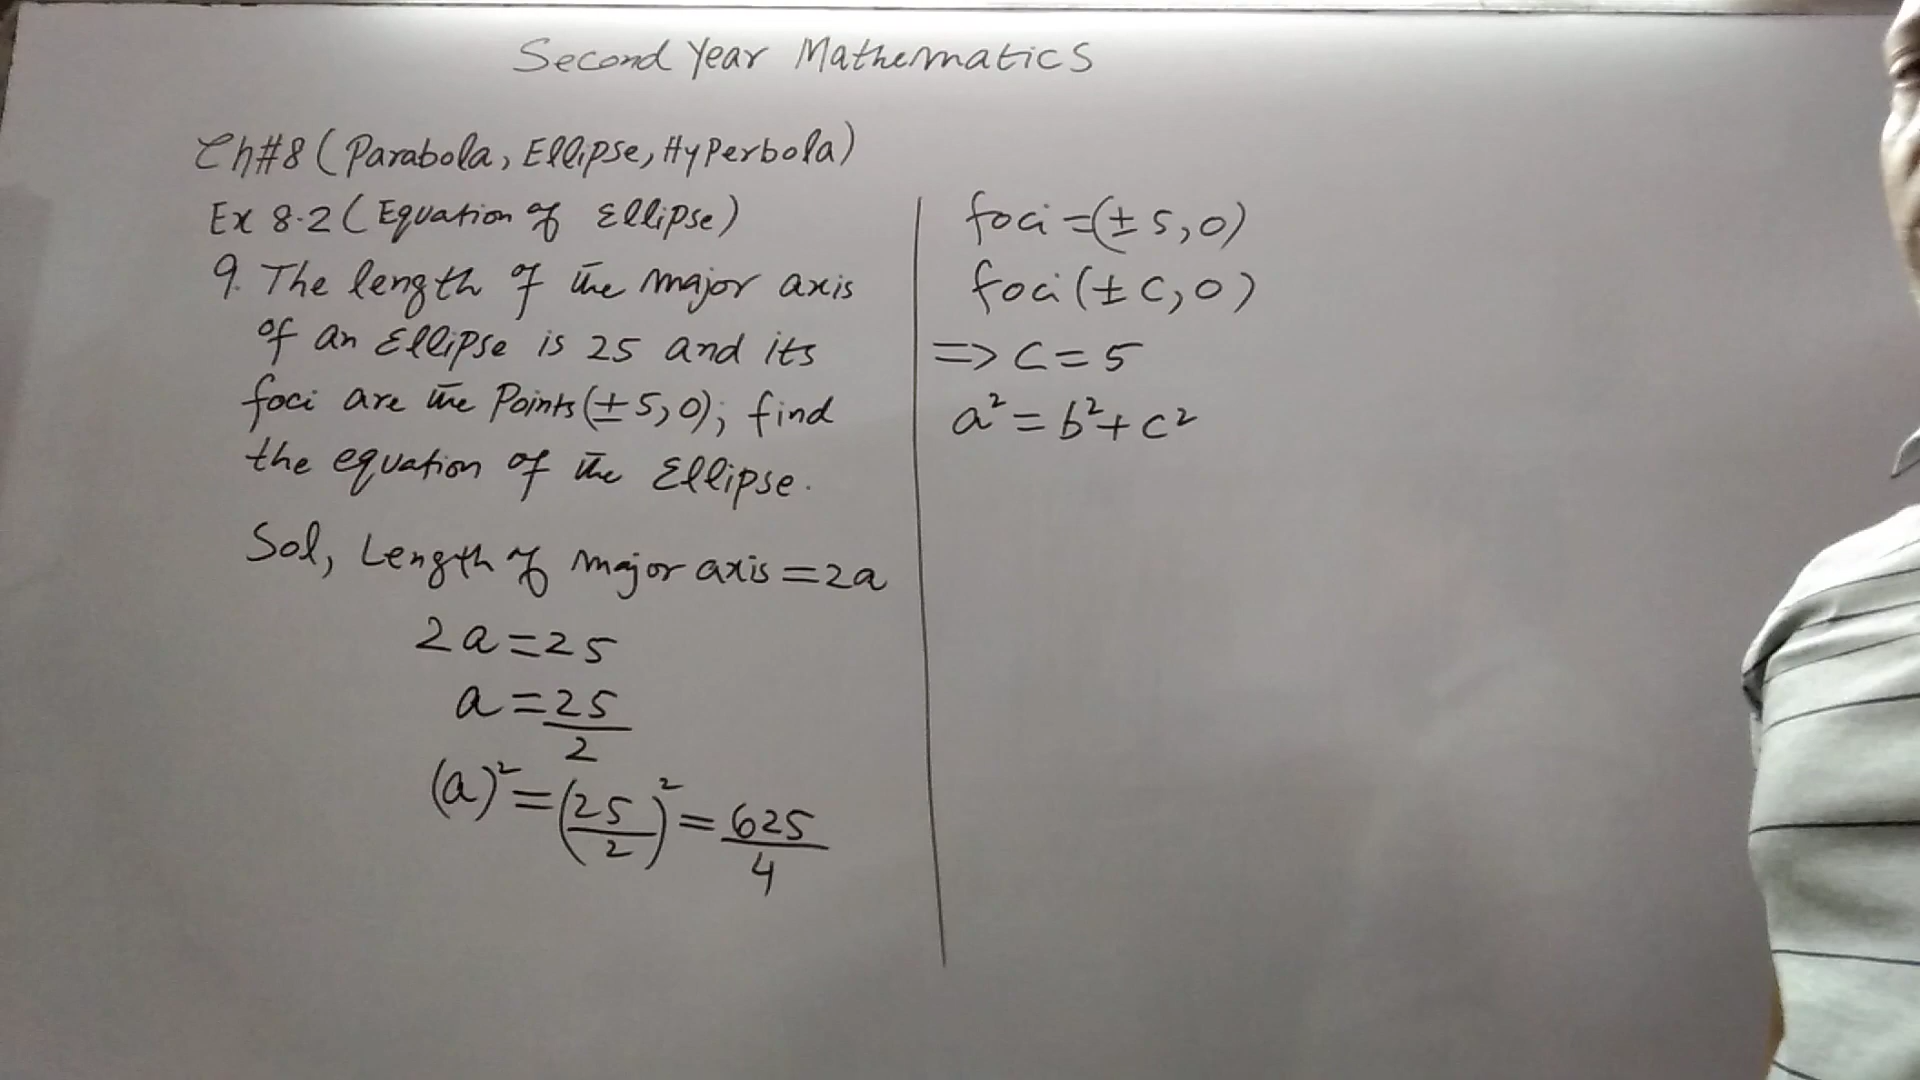 Second Year Mathematics
Ch#8 (Parabola, Ellipse, Hyperbola)
Ex 8.2 (Equation of Ellipse)
9. The length of the major axis
of an Ellipse is 25 and its
foci are the Points (±5,0); find
the equation of the Ellipse.
Sol, Length of major axis = 2a
2a = 25
a = 25/2
(a)² = (25/2)² = 625/4
foci = (±5,0)
foci (±c,0)
=> c = 5
a² = b² + c²